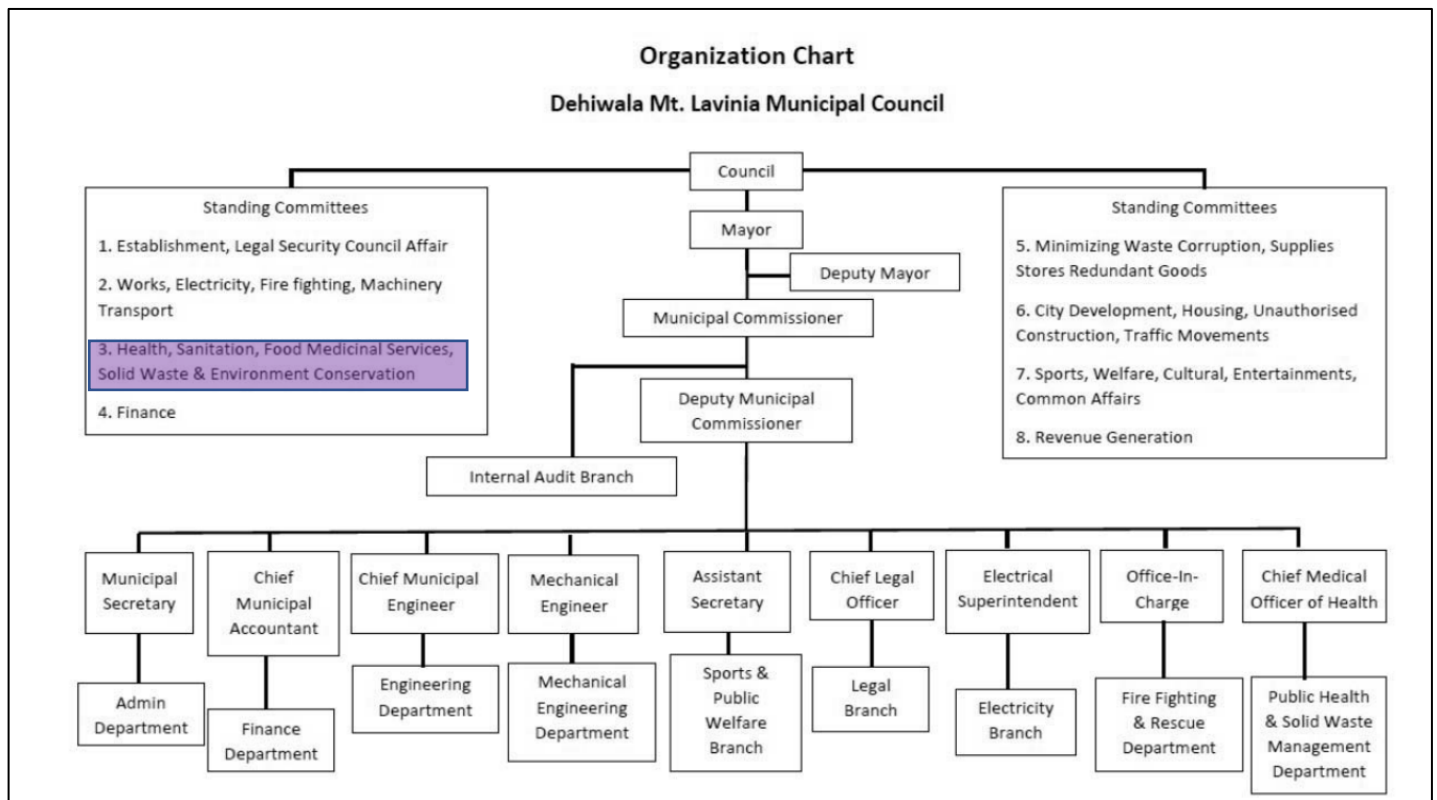 Organization Chart
Dehiwala Mt. Lavinia Municipal Council
Council
Standing Committees
1. Establishment, Legal Security Council Affair
2. Works, Electricity, Fire fighting, Machinery
Transport
3. Health, Sanitation, Food Medicinal Services,
Solid Waste & Environment Conservation
4. Finance
Mayor
Deputy Mayor
Municipal Commissioner
Deputy Municipal
Commissioner
Internal Audit Branch
Standing Committees
5. Minimizing Waste Corruption, Supplies
Stores Redundant Goods
6. City Development, Housing, Unauthorised
Construction, Traffic Movements
7. Sports, Welfare, Cultural, Entertainments,
Common Affairs
8. Revenue Generation
Municipal
Secretary
Chief
Municipal
Accountant
Chief Municipal
Engineer
Mechanical
Engineer
Assistant
Secretary
Chief Legal
Officer
Electrical
Superintendent
Office-In-
Charge
Chief Medical
Officer of Health
Admin
Department
Finance
Department
Engineering
Department
Mechanical
Engineering
Department
Sports &
Public
Welfare
Branch
Legal
Branch
Electricity
Branch
Fire Fighting
& Rescue
Department
Public Health
& Solid Waste
Management
Department